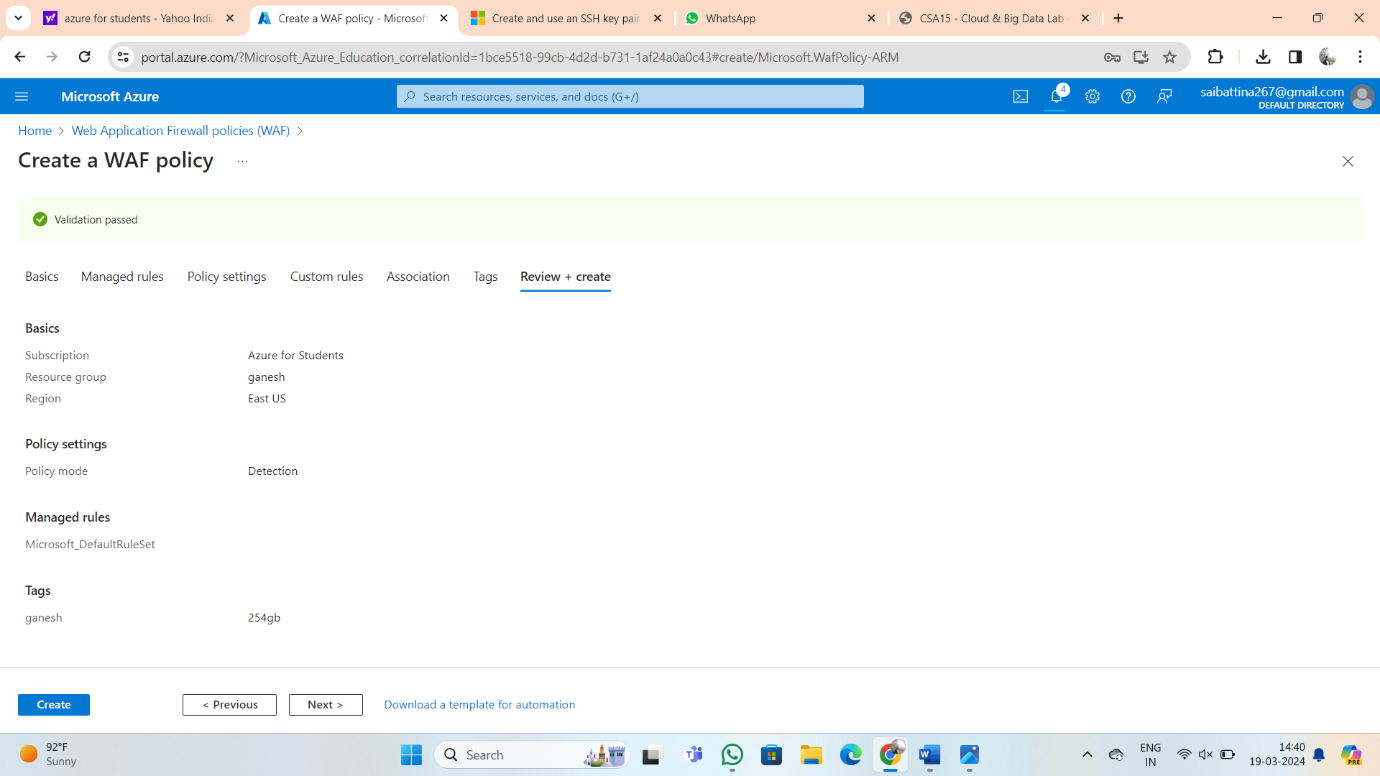 azure for students - Yahoo India
Create a WAF policy - Microsoft
Create and use an SSH key pair
WhatsApp
CSA15 - Cloud & Big Data Lab -
portal.azure.com/?Microsoft_Azure_Education_correlationId=1bce5518-99cb-4d2d-b731-1af24a0a0c43#create/Microsoft.WafPolicy-ARM
Microsoft Azure
Search resources, services, and docs (G+/)
4
saibattina267@gmail.com
DEFAULT DIRECTORY
Home > Web Application Firewall policies (WAF) >
Create a WAF policy ...
Validation passed
Basics Managed rules Policy settings Custom rules Association Tags Review + create
Basics
Subscription Azure for Students
Resource group ganesh
Region East US
Policy settings
Policy mode Detection
Managed rules
Microsoft_DefaultRuleSet
Tags
ganesh 254gb
Create < Previous Next > Download a template for automation
92°F
Sunny
Search
ENG
IN
14:40
19-03-2024
PRE